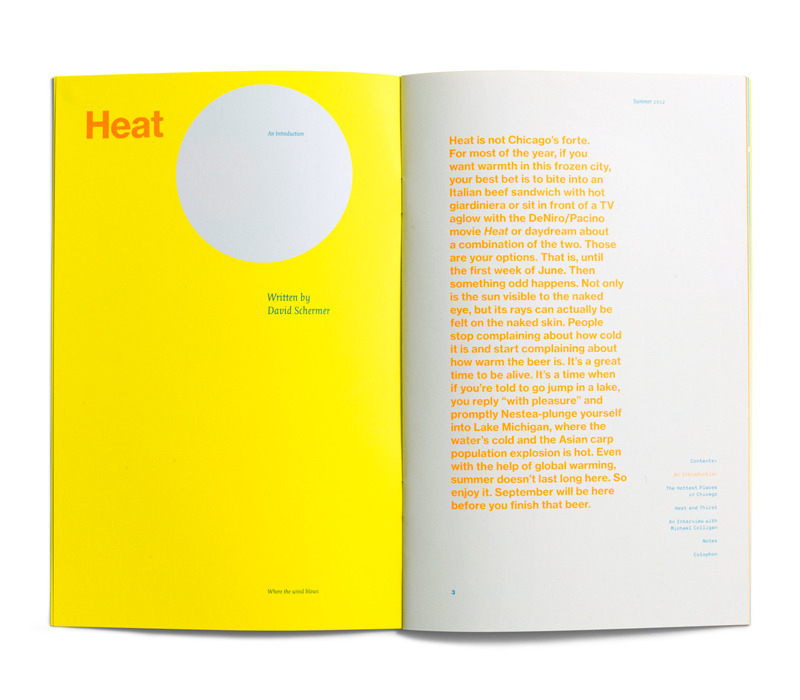 Heat
An Introduction
Written by
David Schermer
Where the wind blows
Summer 2012
Heat is not Chicago's forte.
For most of the year, if you
want warmth in this frozen city,
your best bet is to bite into an
Italian beef sandwich with hot
giardiniera or sit in front of a TV
aglow with the DeNiro/Pacino
movie Heat or daydream about
a combination of the two. Those
are your options. That is, until
the first week of June. Then
something odd happens. Not only
is the sun visible to the naked
eye, but its rays can actually be
felt on the naked skin. People
stop complaining about how cold
it is and start complaining about
how warm the beer is. It's a great
time to be alive. It's a time when
if you're told to go jump in a lake,
you reply “with pleasure” and
promptly Nestea-plunge yourself
into Lake Michigan, where the
water's cold and the Asian carp
population explosion is hot. Even
with the help of global warming,
summer doesn't last long here. So
enjoy it. September will be here
before you finish that beer.
Contents
An Introduction
The Hottest Places
in Chicago
Heat and Thirst
An Interview with
Michael Colligan
Notes
Colophon
3